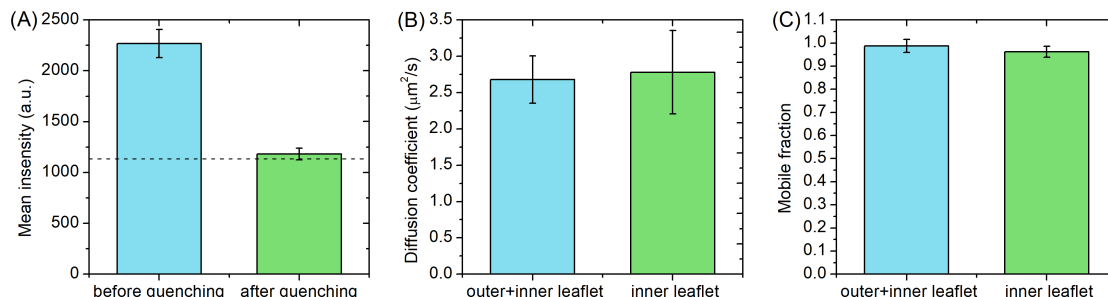 (A)
Mean insensity (a.u.)
2500
2000
1500
1000
500
0
before quenching
after quenching
(B)
Diffusion coefficient (μm²/s)
3.5
3.0
2.5
2.0
1.5
1.0
0.5
0.0
outer+inner leaflet
inner leaflet
(C)
Mobile fraction
1.1
1.0
0.9
0.8
0.7
0.6
0.5
0.4
0.3
0.2
0.1
0.0
outer+inner leaflet
inner leaflet